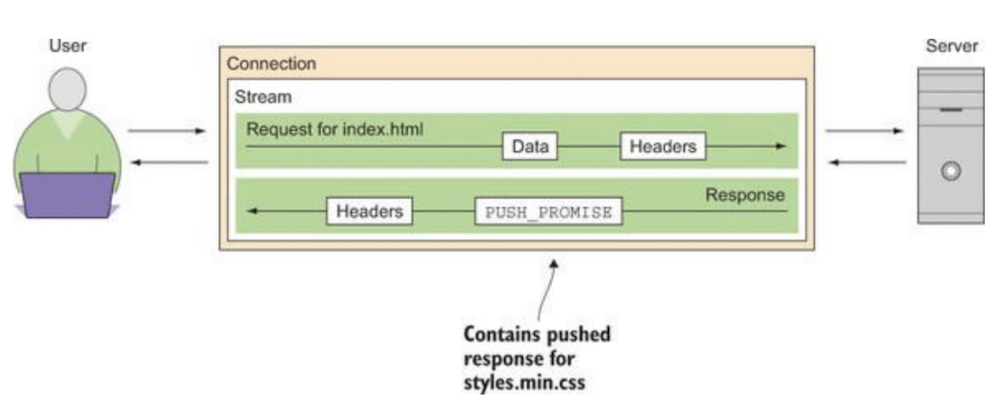 User
Server
Connection
Stream
Request for index.html
Data
Headers
Response
Headers
PUSH_PROMISE
Contains pushed
response for
styles.min.css